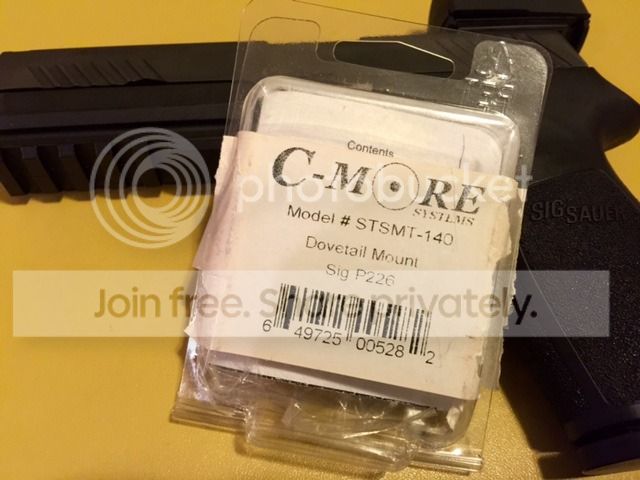 Contents
C-MORE
SYSTEMS
photobucket
Model # STSMT-140
SIG SAUER
Dovetail Mount
Sig P226
Join free. Share privately.
6 49725 00528 2